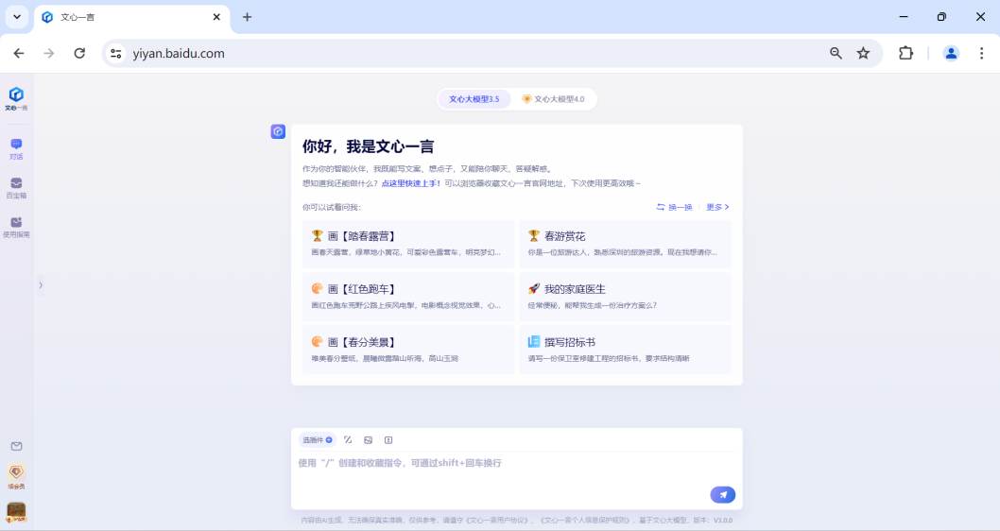 文心一言
yiyan.baidu.com
文心一言
对话
百宝箱
使用指南
文心大模型3.5
文心大模型4.0
你好，我是文心一言
作为你的智能伙伴，我既能写文案、想点子，又能陪你聊天、答疑解惑。
想知道我还能做什么？点这里快速上手！可以浏览器收藏文心一言官网地址，下次使用更高效哦~
你可以试着问我：
换一换
更多
画【踏春露营】
画春天露营，绿草地小黄花，可爱彩色露营车，明亮梦幻...
春游赏花
你是一位旅游达人，熟悉深圳的旅游资源。现在我想请你...
画【红色跑车】
画红色跑车荒野公路上疾风电掣，电影概念视觉效果，心...
我的家庭医生
经常便秘，能帮我生成一份治疗方案么？
画【春分美景】
唯美春分壁纸，晨曦微露踏山听海，高山玉涧
撰写招标书
请写一份保卫室修建工程的招标书，要求结构清晰
选插件
使用“/”创建和收藏指令，可通过shift+回车换行
续会员
内容由AI生成，无法确保真实准确，仅供参考，请遵守《文心一言用户协议》、《文心一言个人信息保护规则》，基于文心大模型，版本：V3.0.0